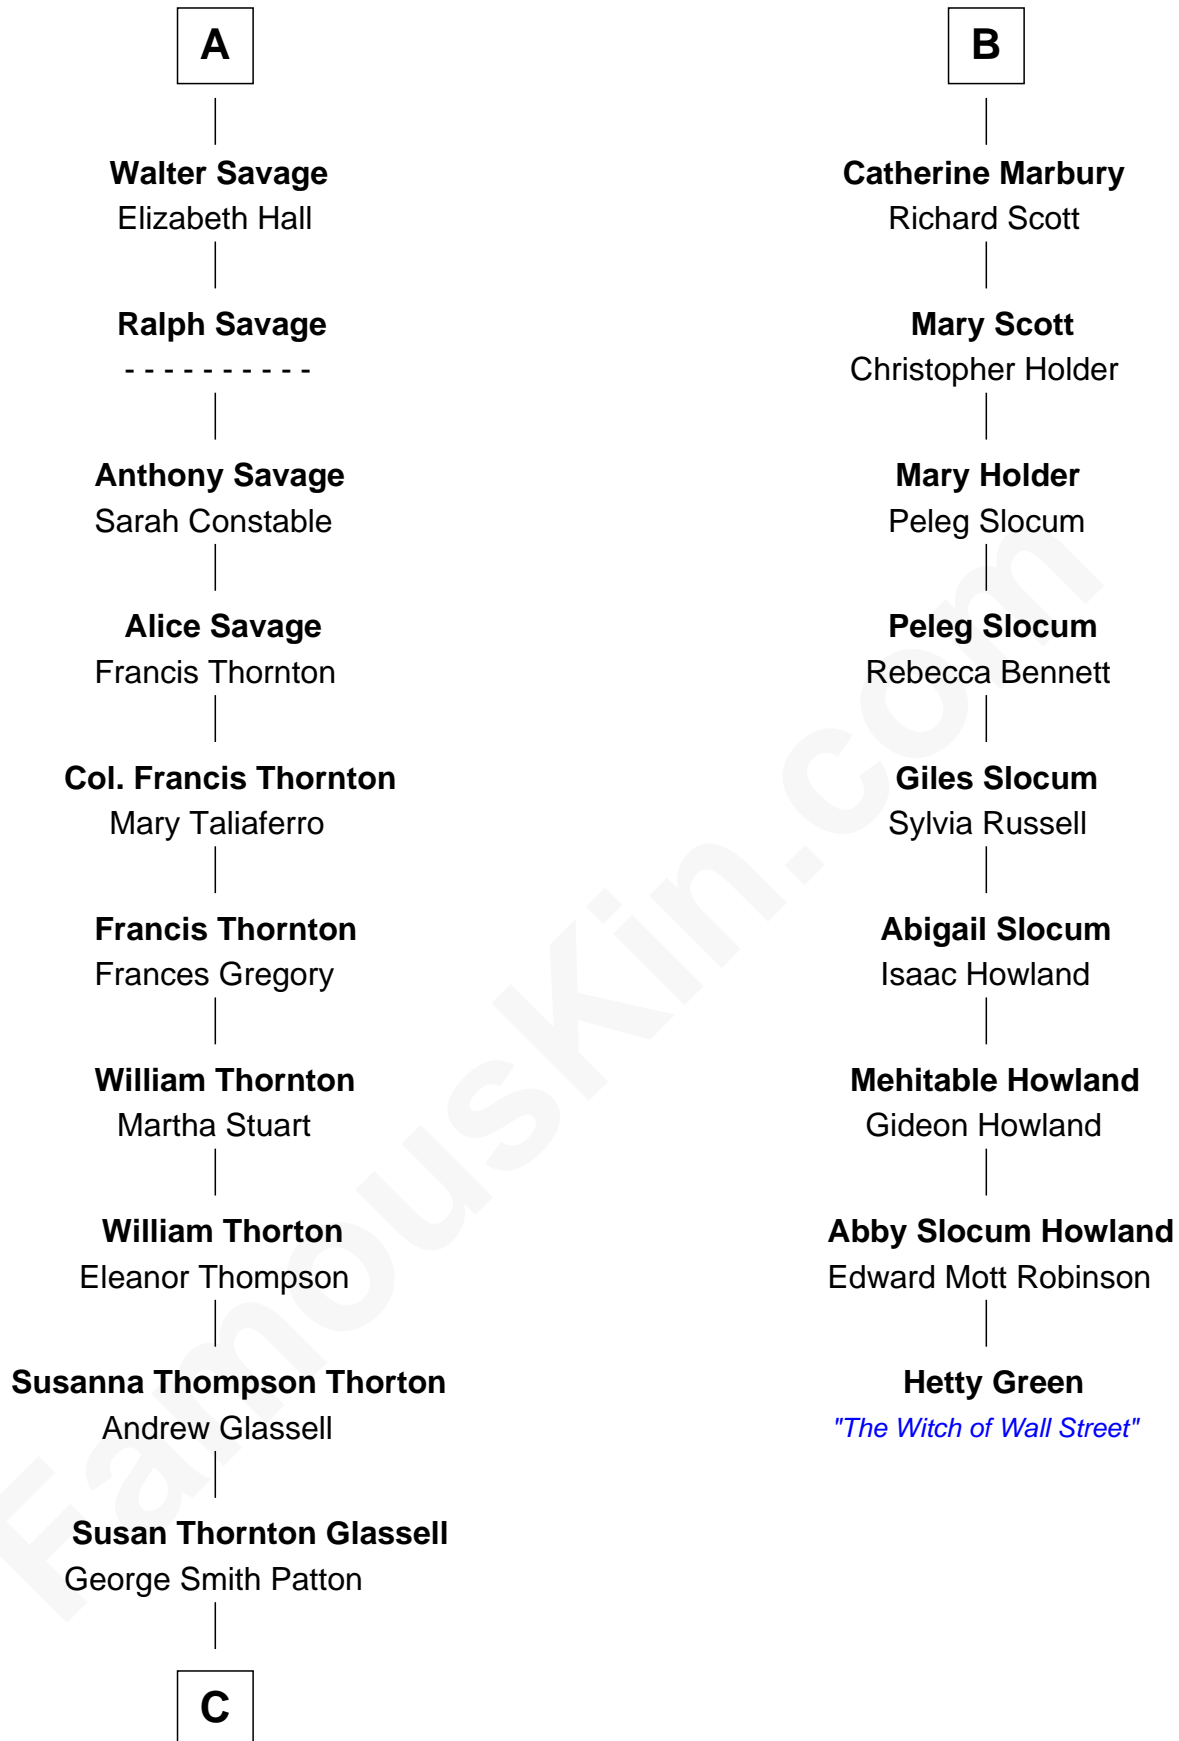 A
Walter Savage
Elizabeth Hall
Ralph Savage
- - - - - - - - - -
Anthony Savage
Sarah Constable
Alice Savage
Francis Thornton
Col. Francis Thornton
Mary Taliaferro
Francis Thornton
Frances Gregory
William Thornton
Martha Stuart
William Thorton
Eleanor Thompson
Susanna Thompson Thorton
Andrew Glassell
Susan Thornton Glassell
George Smith Patton
C
B
Catherine Marbury
Richard Scott
Mary Scott
Christopher Holder
Mary Holder
Peleg Slocum
Peleg Slocum
Rebecca Bennett
Giles Slocum
Sylvia Russell
Abigail Slocum
Isaac Howland
Mehitable Howland
Gideon Howland
Abby Slocum Howland
Edward Mott Robinson
Hetty Green
"The Witch of Wall Street"
FamousKin.com